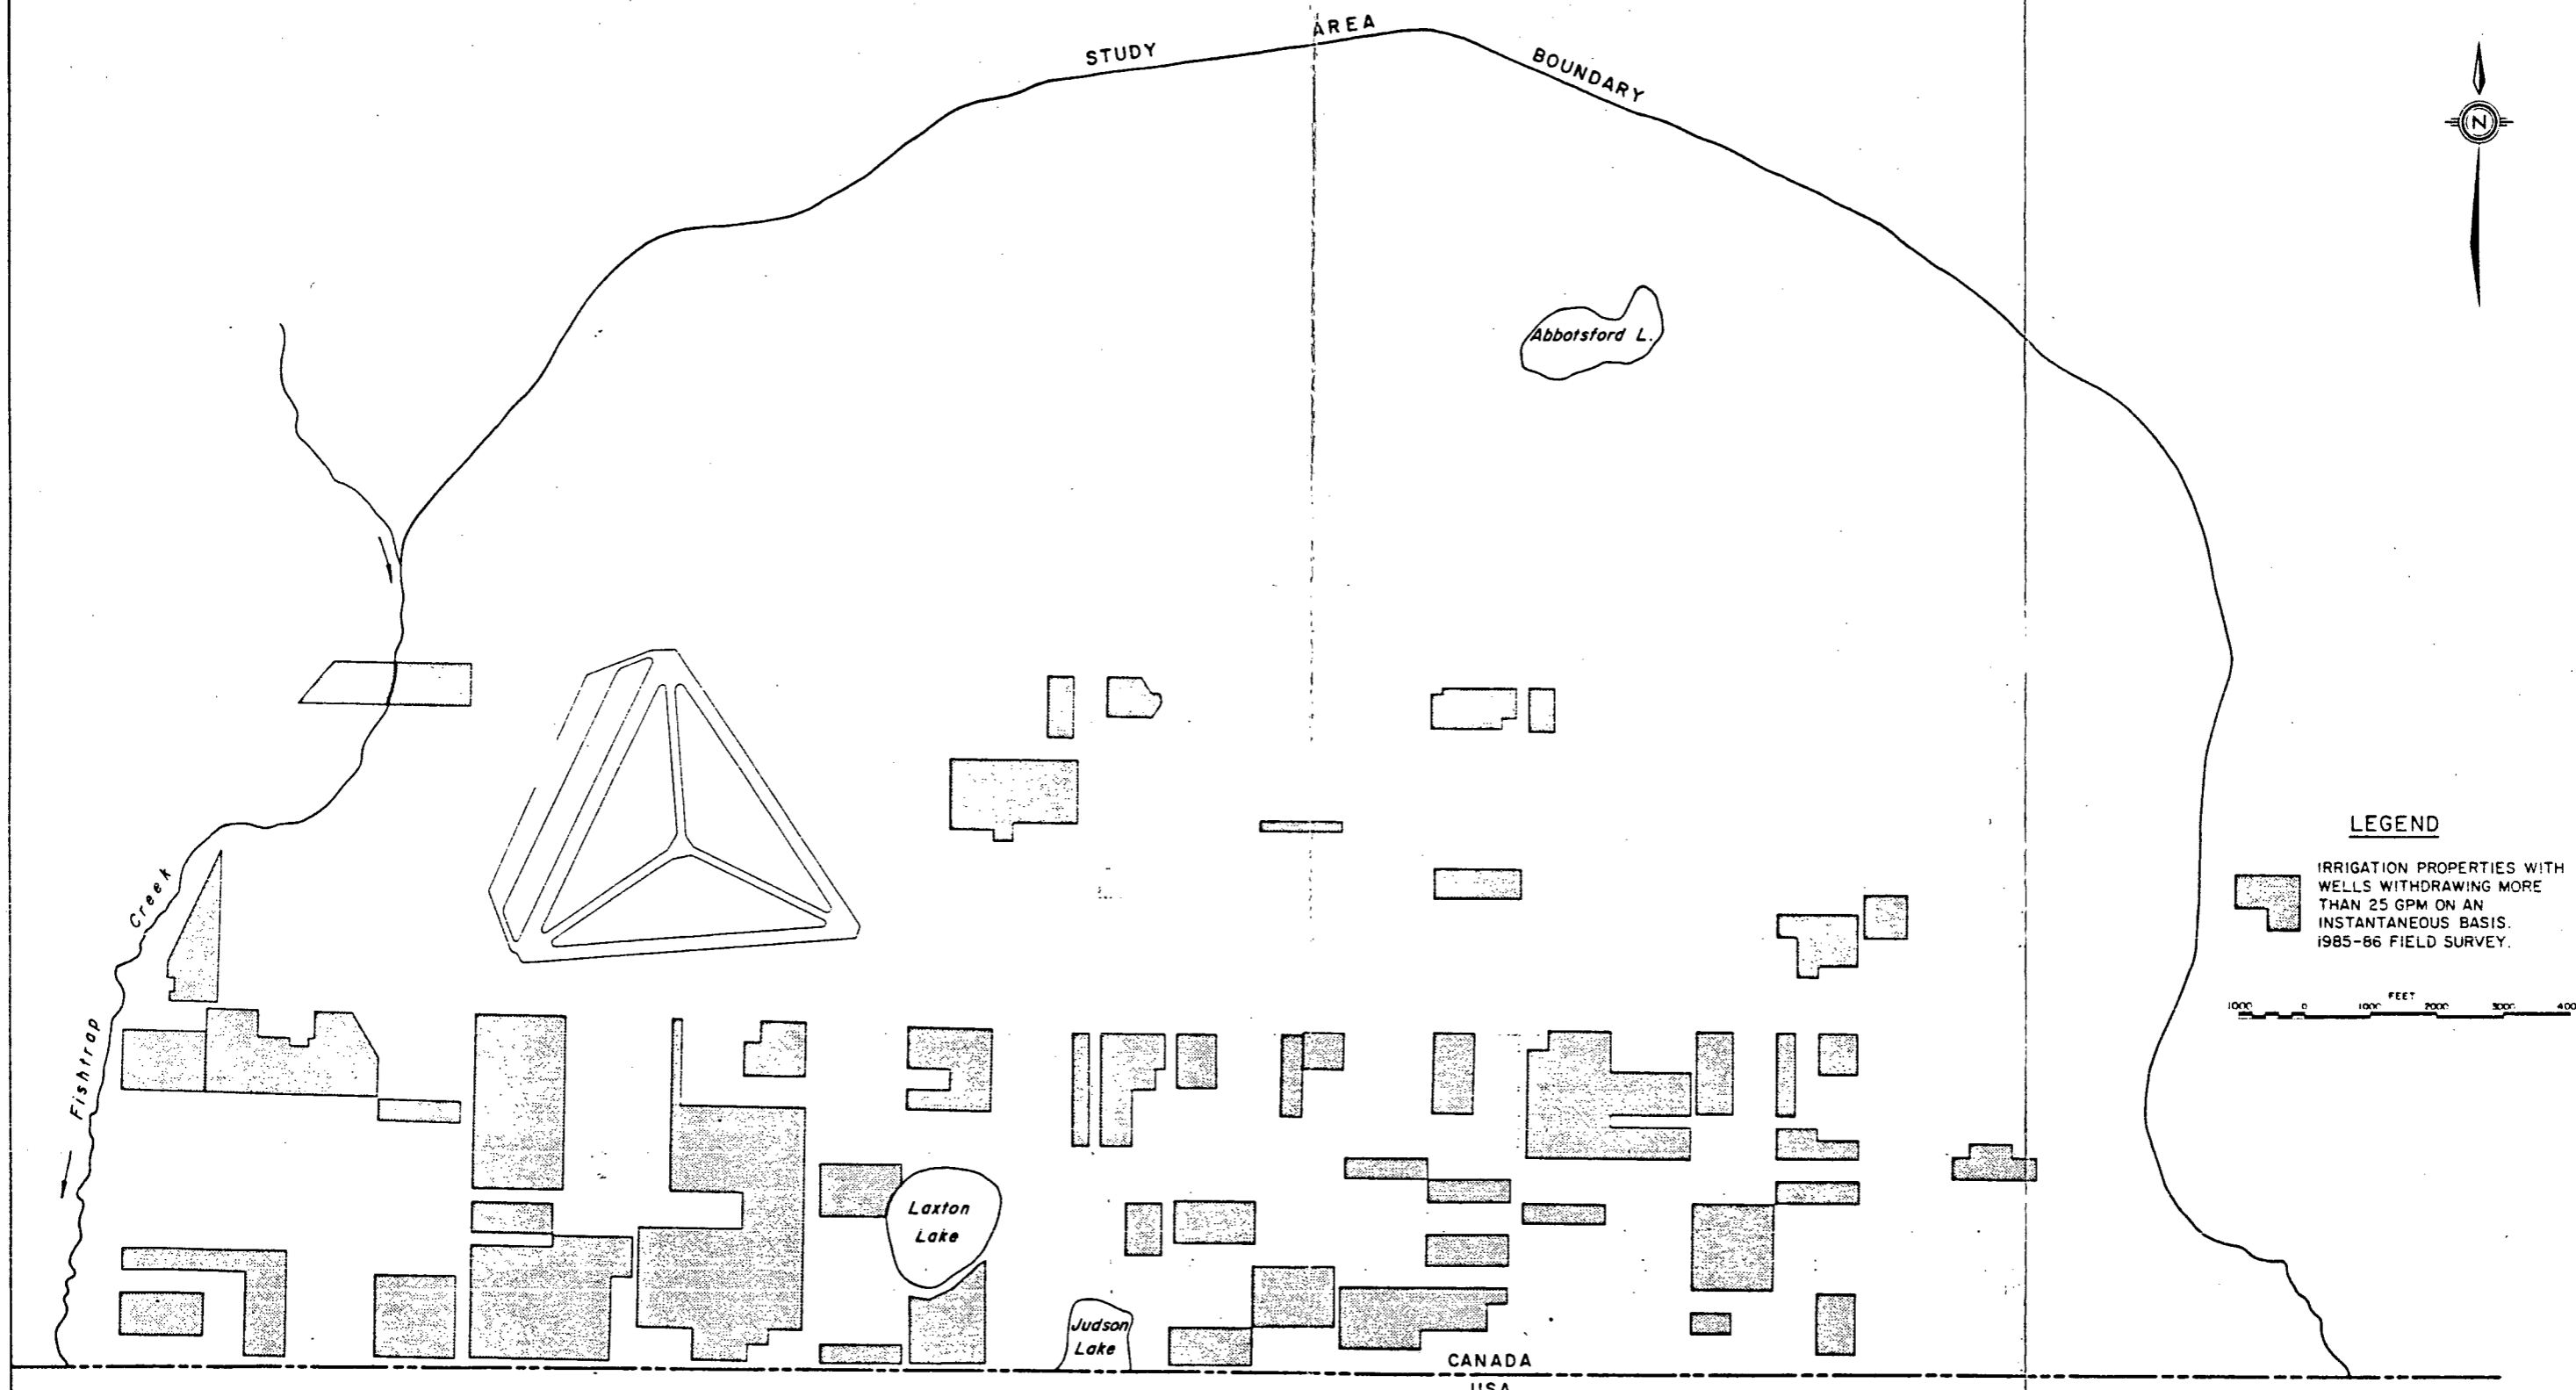 STUDY AREA BOUNDARY
N
Abbotsford L.
Fishtrap Creek
Laxton
Lake
Judson
Lake
CANADA
USA
LEGEND
IRRIGATION PROPERTIES WITH
WELLS WITHDRAWING MORE
THAN 25 GPM ON AN
INSTANTANEOUS BASIS.
1985-86 FIELD SURVEY.
FEET
1000 0 1000 2000 3000 400